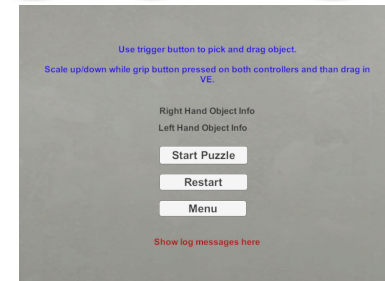 Use trigger button to pick and drag object.
Scale up/down while grip button pressed on both controllers and than drag in
VE.
Right Hand Object Info
Left Hand Object Info
Start Puzzle
Restart
Menu
Show log messages here